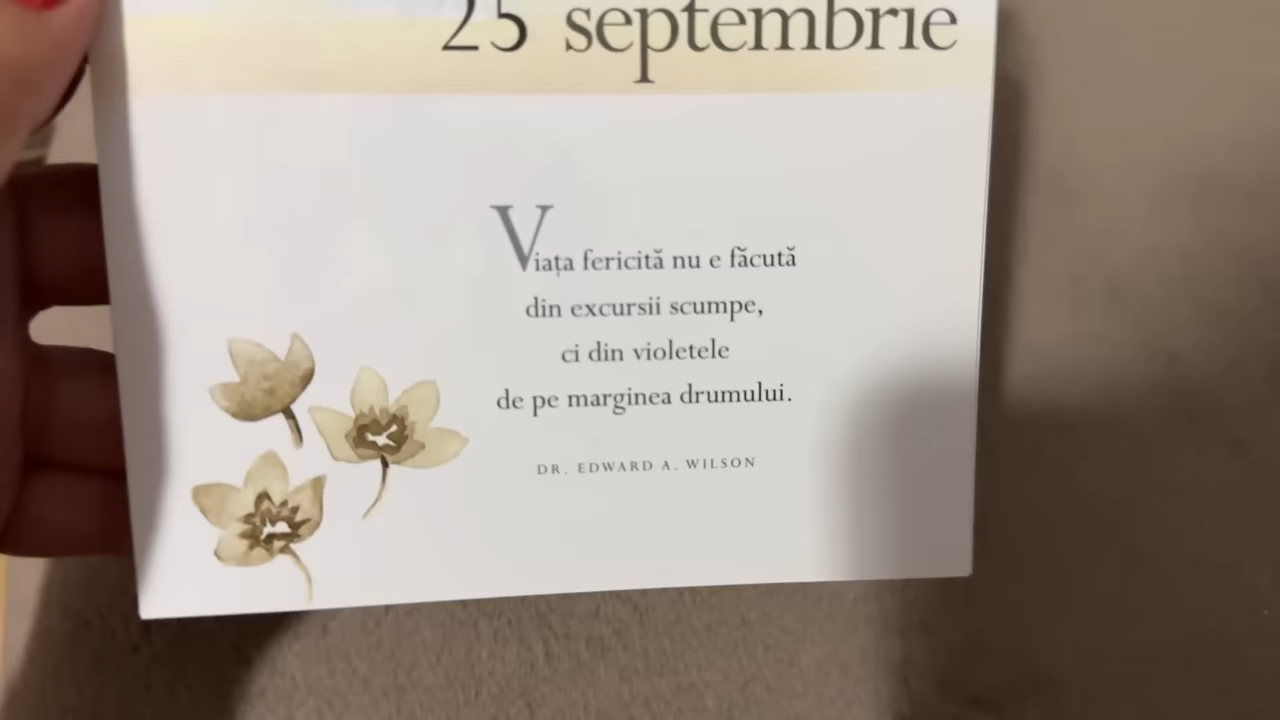 25 septembrie
Viața fericită nu e făcută
din excursii scumpe,
ci din violetele
de pe marginea drumului.
DR. EDWARD A. WILSON